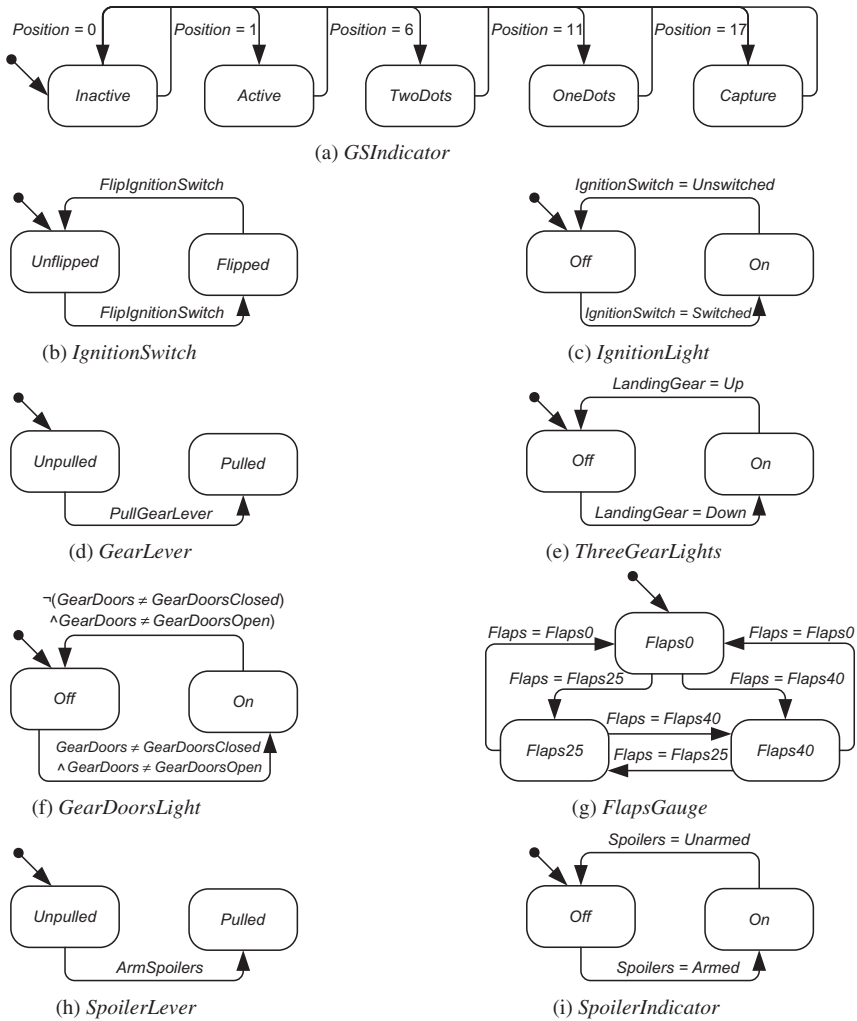 Position = 0
Position = 1
Position = 6
Position = 11
Position = 17
Inactive
Active
TwoDots
OneDots
Capture
(a) GSIndicator
FlipIgnitionSwitch
Unflipped
Flipped
FlipIgnitionSwitch
(b) IgnitionSwitch
IgnitionSwitch = Unswitched
Off
On
IgnitionSwitch = Switched
(c) IgnitionLight
Unpulled
Pulled
PullGearLever
(d) GearLever
LandingGear = Up
Off
On
LandingGear = Down
(e) ThreeGearLights
¬(GearDoors ≠ GearDoorsClosed)
∧GearDoors ≠ GearDoorsOpen)
Off
On
GearDoors ≠ GearDoorsClosed
∧ GearDoors ≠ GearDoorsOpen
(f) GearDoorsLight
Flaps = Flaps0
Flaps0
Flaps = Flaps0
Flaps = Flaps25
Flaps = Flaps40
Flaps = Flaps40
Flaps25
Flaps40
Flaps = Flaps25
(g) FlapsGauge
Unpulled
Pulled
ArmSpoilers
(h) SpoilerLever
Spoilers = Unarmed
Off
On
Spoilers = Armed
(i) SpoilerIndicator